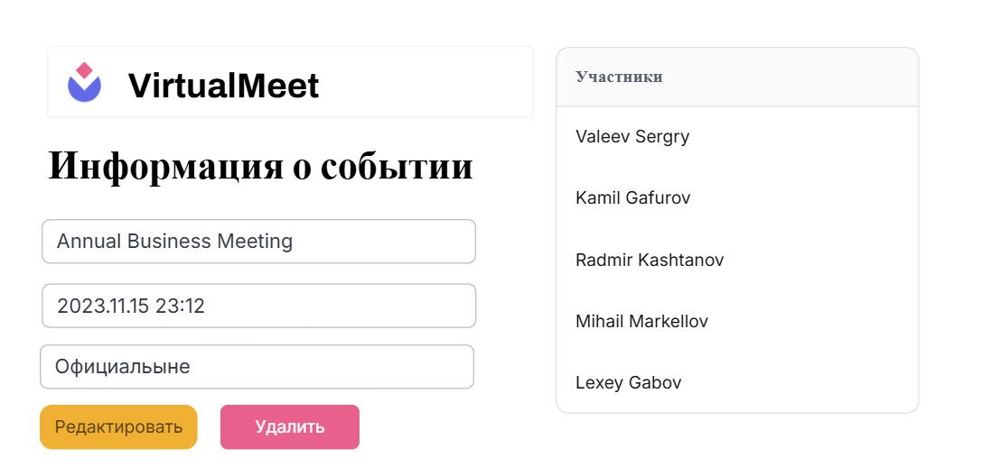 VirtualMeet
Информация о событии
Annual Business Meeting
2023.11.15 23:12
Официальыне
Редактировать
Удалить
Участники
Valeev Sergry
Kamil Gafurov
Radmir Kashtanov
Mihail Markellov
Lexey Gabov